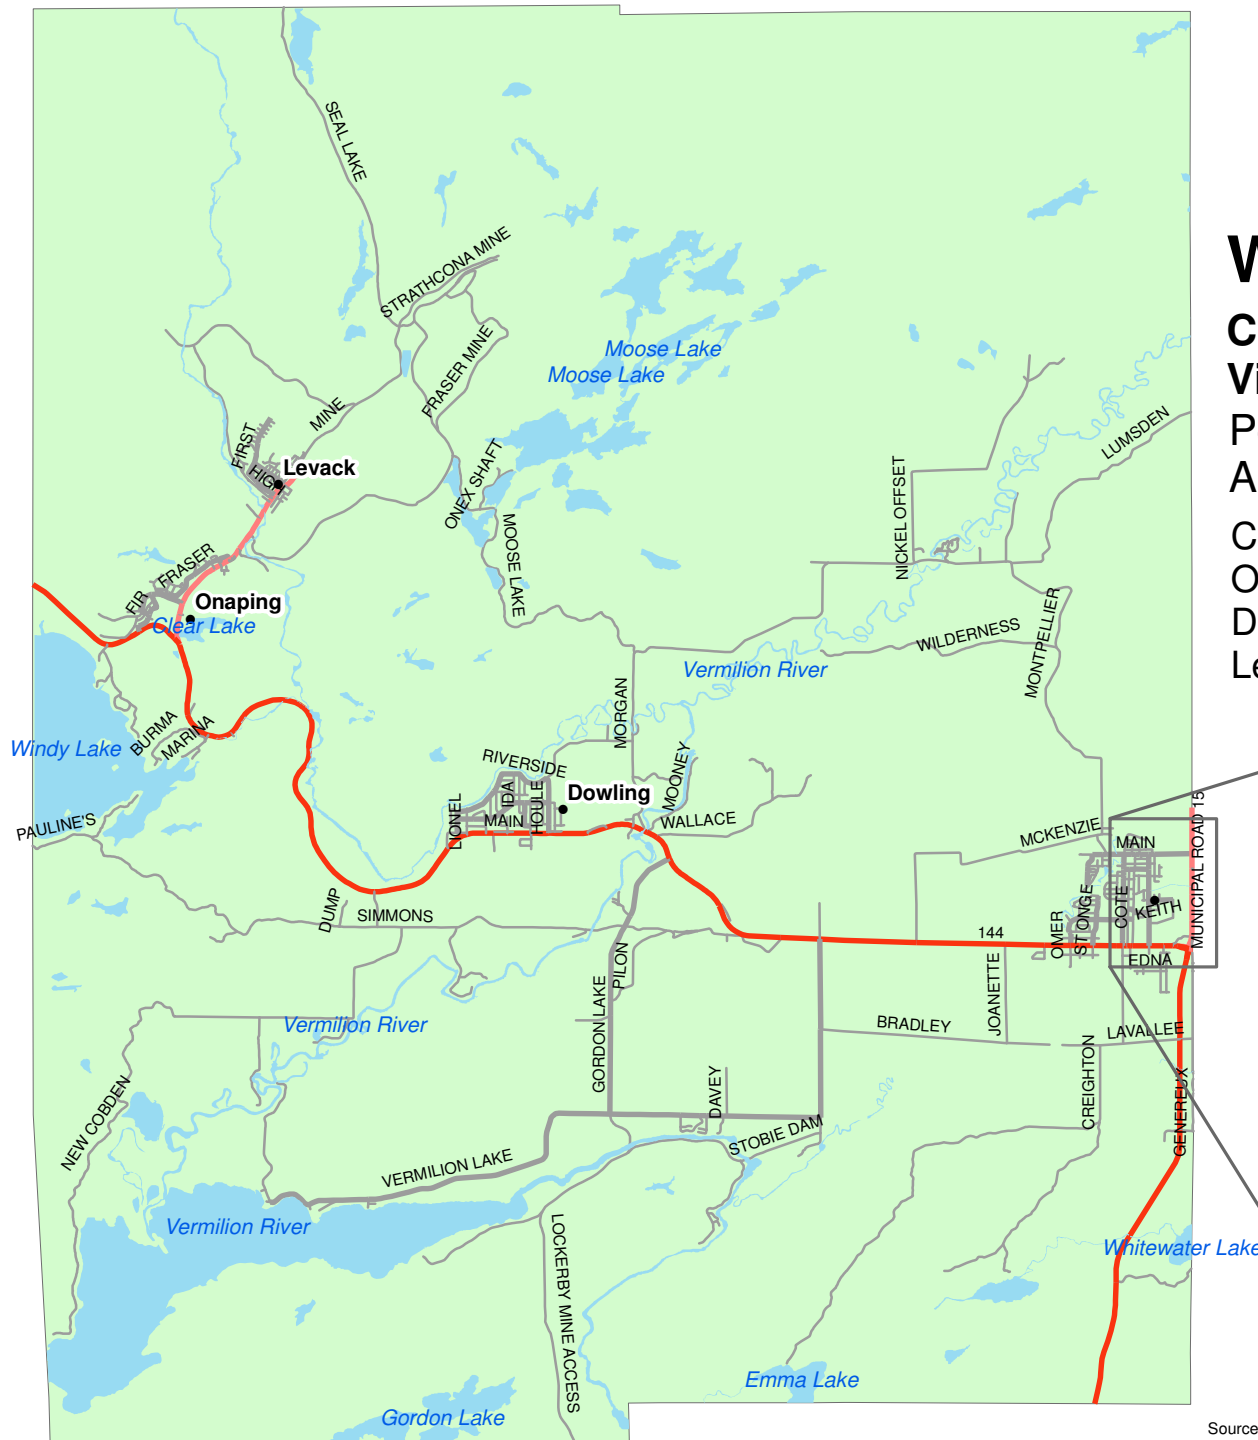 SEAL LAKE
STRATHCONA MINE
W
C
Vi
Moose Lake
FRASER MINE
Moose Lake
P
MINE
LUMSDEN
FIRST
Levack
HIGH
A
ONEX SHAFT
NICKEL OFFSET
C
MOOSE LAKE
FRASER
O
FIR
Onaping
Clear Lake
D
WILDERNESS
MONTPELLIER
Le
Vermilion River
MORGAN
BURMA
MARINA
Windy Lake
RIVERSIDE
MOONEY
IDA
HOULE
Dowling
LIONEL
MAIN
WALLACE
PAULINE'S
MCKENZIE
MAIN
MUNICIPAL ROAD 15
DUMP
SIMMONS
144
OMER
ST ONGE
COTE
KEITH
EDNA
PILON
JOANETTE
GORDON LAKE
Vermilion River
BRADLEY
LAVALLEE
NEW COBDEN
DAVEY
CREIGHTON
GENEREUX
STOBIE DAM
VERMILION LAKE
Vermilion River
LOCKERBY MINE ACCESS
Whitewater Lake
Emma Lake
Gordon Lake
Source